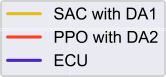 SAC with DA1
PPO with DA2
ECU